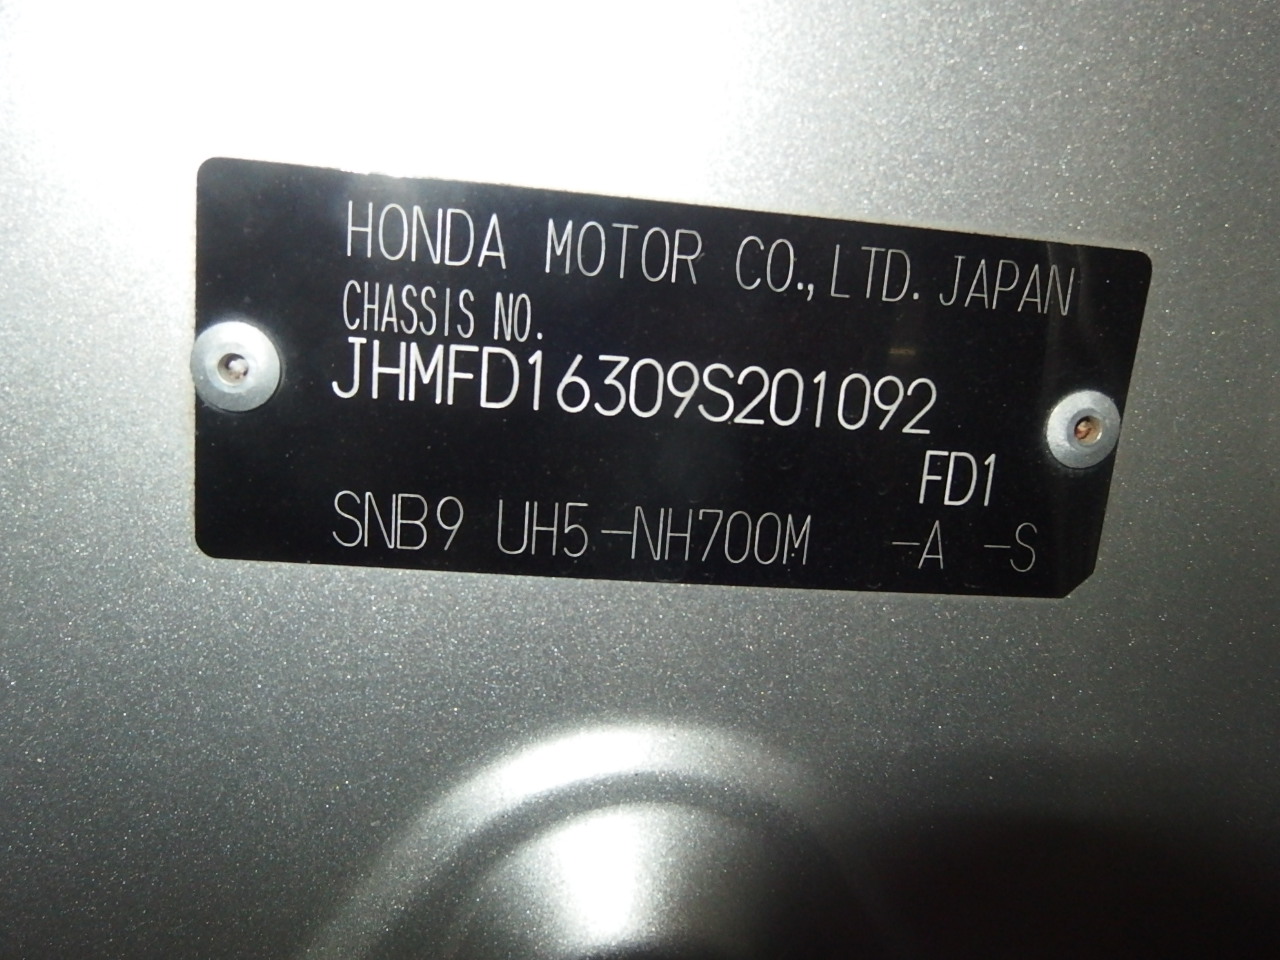 HONDA MOTOR CO., LTD. JAPAN
CHASSIS NO.
JHMFD16309S201092
FD1
SNB9 UH5-NH700M -A -S